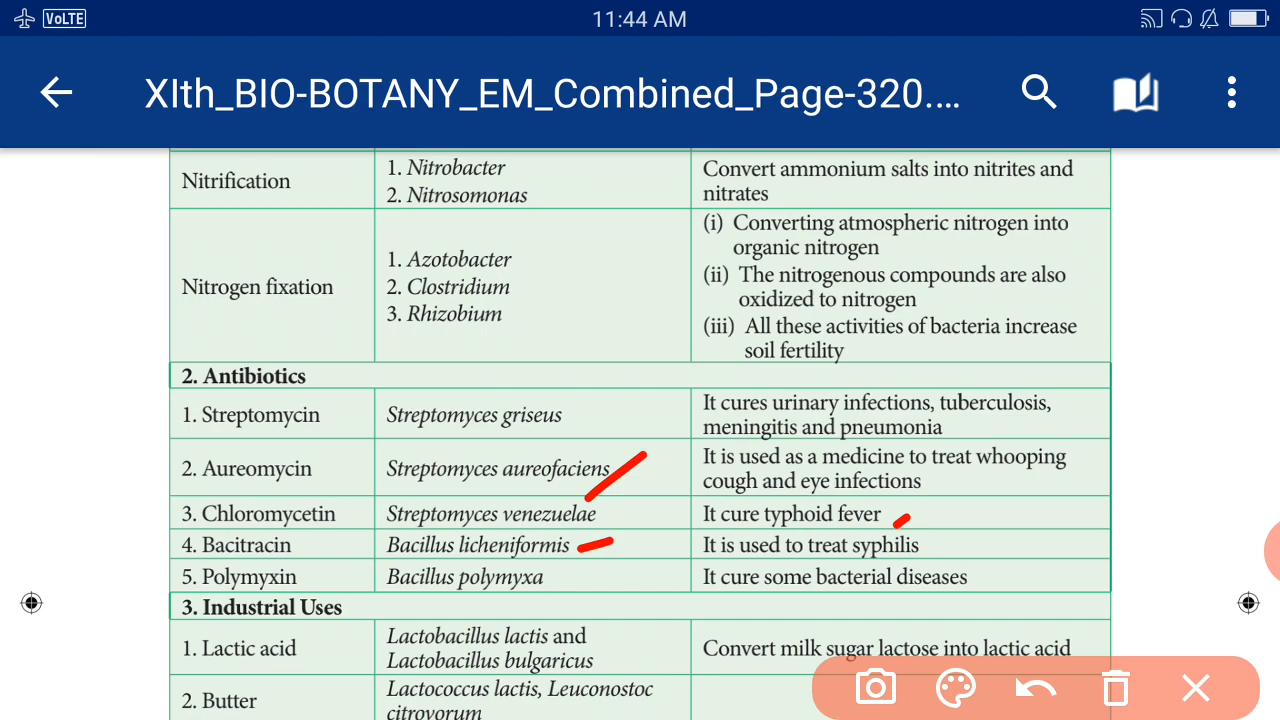 VoLTE 11:44 AM
XIth_BIO-BOTANY_EM_Combined_Page-320....
Nitrification
1. Nitrobacter
2. Nitrosomonas
Convert ammonium salts into nitrites and
nitrates
Nitrogen fixation
1. Azotobacter
2. Clostridium
3. Rhizobium
(i) Converting atmospheric nitrogen into
organic nitrogen
(ii) The nitrogenous compounds are also
oxidized to nitrogen
(iii) All these activities of bacteria increase
soil fertility
2. Antibiotics
1. Streptomycin
Streptomyces griseus
It cures urinary infections, tuberculosis,
meningitis and pneumonia
2. Aureomycin
Streptomyces aureofaciens
It is used as a medicine to treat whooping
cough and eye infections
3. Chloromycetin
Streptomyces venezuelae
It cure typhoid fever
4. Bacitracin
Bacillus licheniformis
It is used to treat syphilis
5. Polymyxin
Bacillus polymyxa
It cure some bacterial diseases
3. Industrial Uses
1. Lactic acid
Lactobacillus lactis and
Lactobacillus bulgaricus
Convert milk sugar lactose into lactic acid
2. Butter
Lactococcus lactis, Leuconostoc
citrovorum